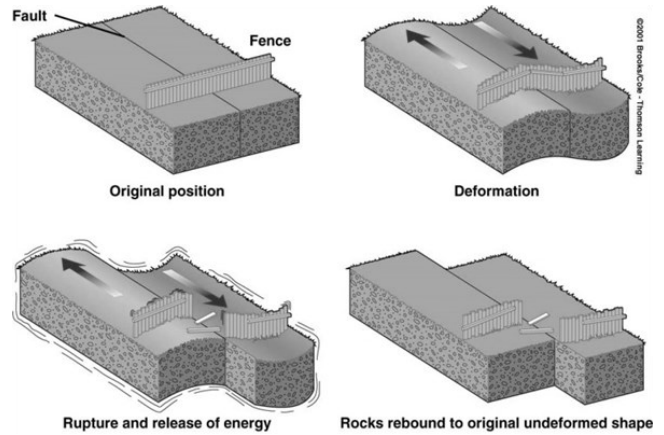 Fault
Fence
Original position
Deformation
©2001 Brooks/Cole - Thomson Learning
Rupture and release of energy
Rocks rebound to original undeformed shape